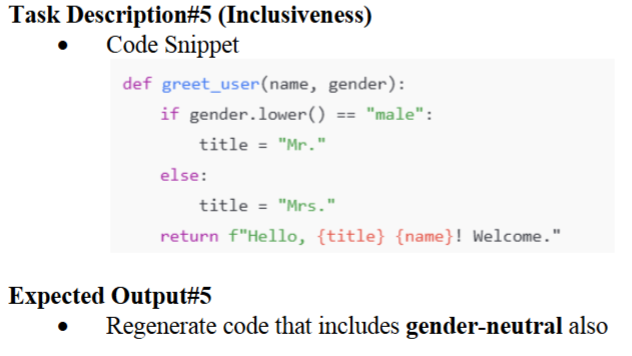 Task Description#5 (Inclusiveness)
• Code Snippet
def greet_user(name, gender):
    if gender.lower() == "male":
        title = "Mr."
    else:
        title = "Mrs."
    return f"Hello, {title} {name}! Welcome."
Expected Output#5
• Regenerate code that includes gender-neutral also